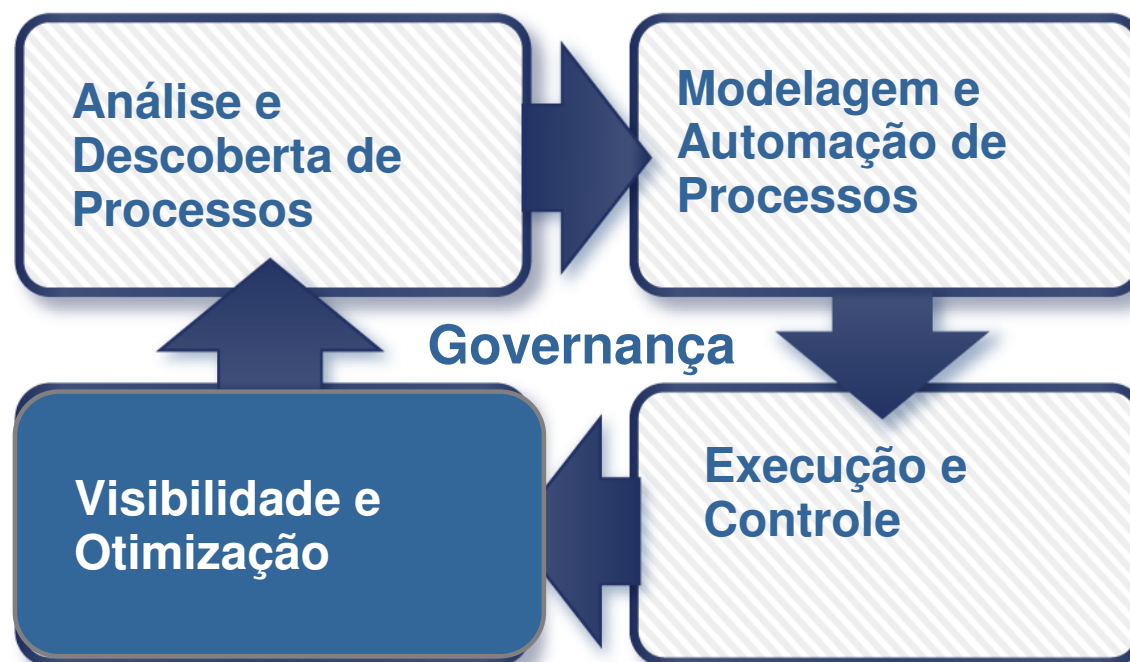 Análise e
Descoberta de
Processos
Modelagem e
Automação de
Processos
Governança
Visibilidade e
Otimização
Execução e
Controle